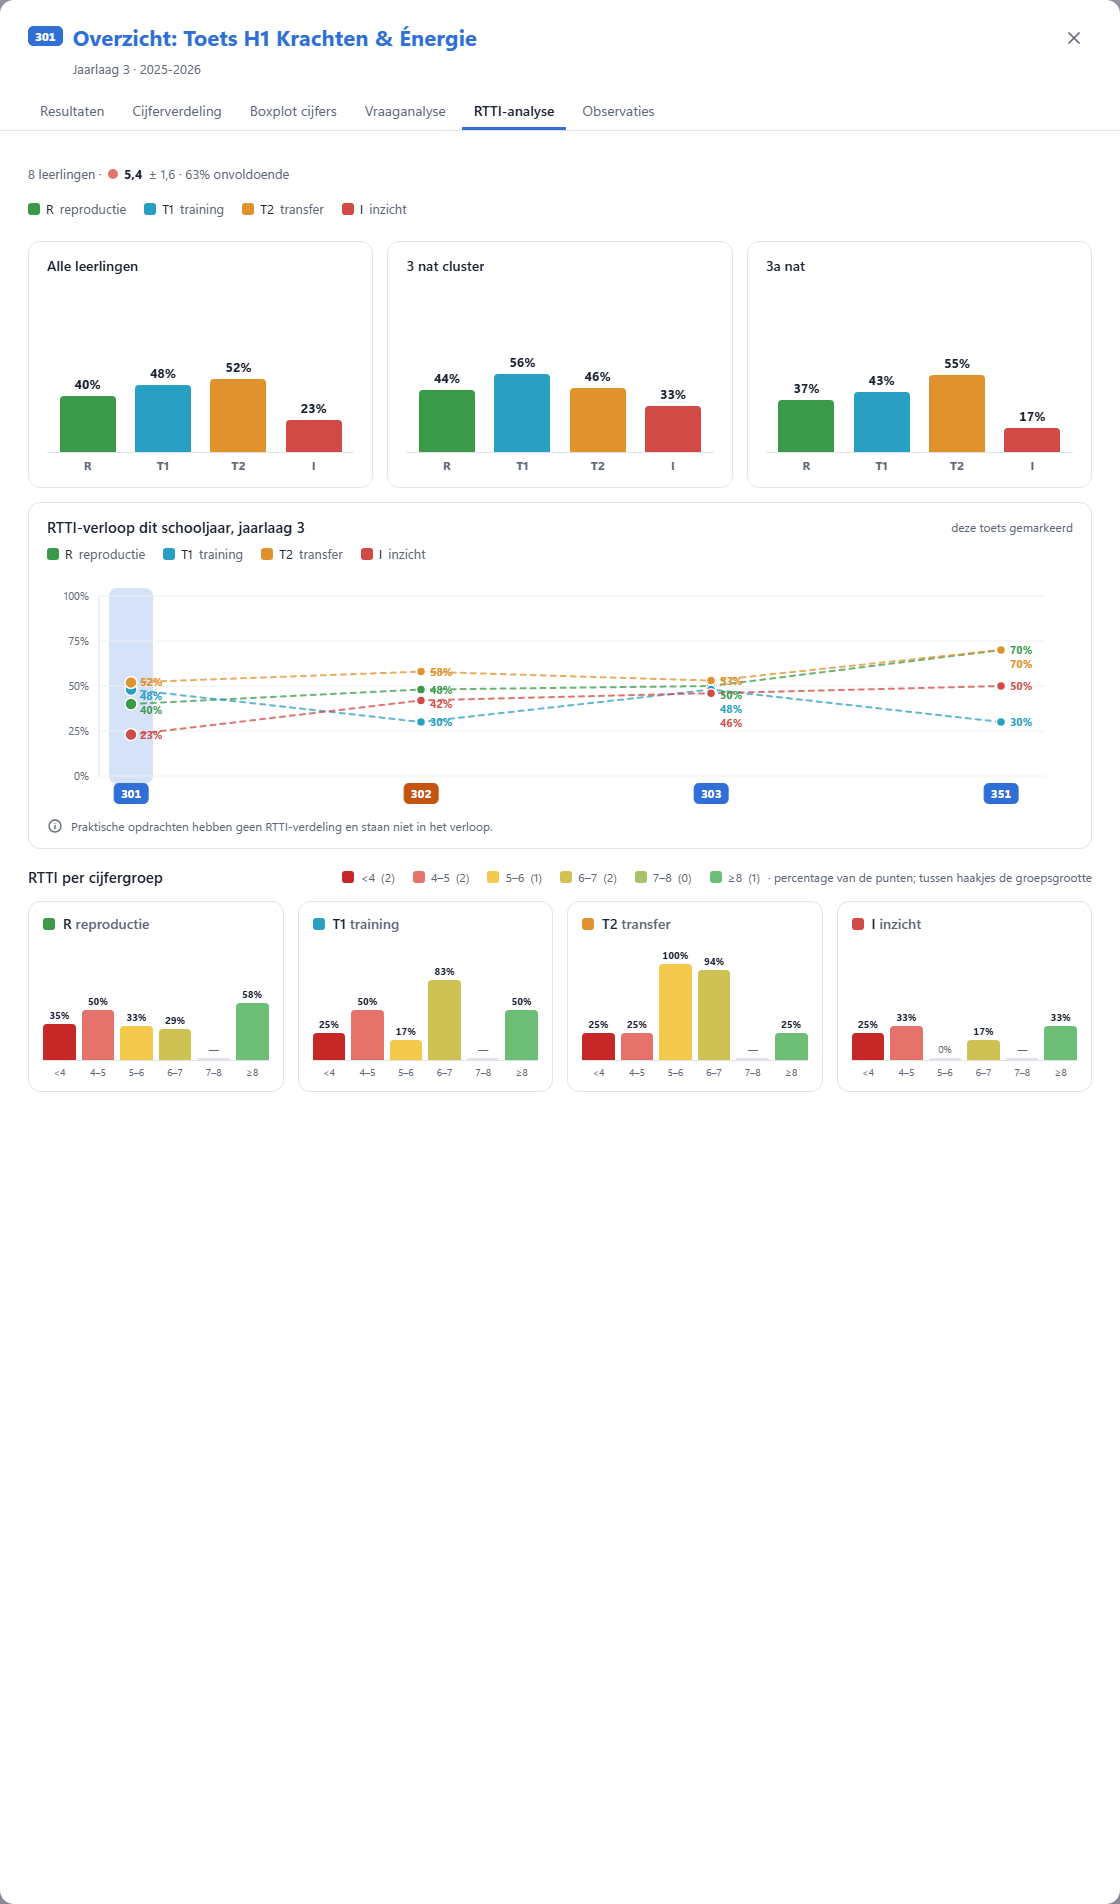 301 Overzicht: Toets H1 Krachten & Énergie
Jaarlaag 3 · 2025-2026
Resultaten Cijferverdeling Boxplot cijfers Vraaganalyse RTTI-analyse Observaties
8 leerlingen · 5,4 ± 1,6 · 63% onvoldoende
R reproductie T1 training T2 transfer I inzicht
Alle leerlingen
40% 48% 52% 23%
R T1 T2 I
3 nat cluster
44% 56% 46% 33%
R T1 T2 I
3a nat
37% 43% 55% 17%
R T1 T2 I
RTTI-verloop dit schooljaar, jaarlaag 3 deze toets gemarkeerd
R reproductie T1 training T2 transfer I inzicht
100%
75%
50%
25%
0%
52%
48%
40%
23%
58%
48%
42%
30%
53%
50%
48%
46%
70%
70%
50%
30%
301 302 303 351
Praktische opdrachten hebben geen RTTI-verdeling en staan niet in het verloop.
RTTI per cijfergroep <4 (2) 4–5 (2) 5–6 (1) 6–7 (2) 7–8 (0) ≥8 (1) · percentage van de punten; tussen haakjes de groepsgrootte
R reproductie
35% 50% 33% 29% — 58%
<4 4–5 5–6 6–7 7–8 ≥8
T1 training
25% 50% 17% 83% — 50%
<4 4–5 5–6 6–7 7–8 ≥8
T2 transfer
25% 25% 100% 94% — 25%
<4 4–5 5–6 6–7 7–8 ≥8
I inzicht
25% 33% 0% 17% — 33%
<4 4–5 5–6 6–7 7–8 ≥8